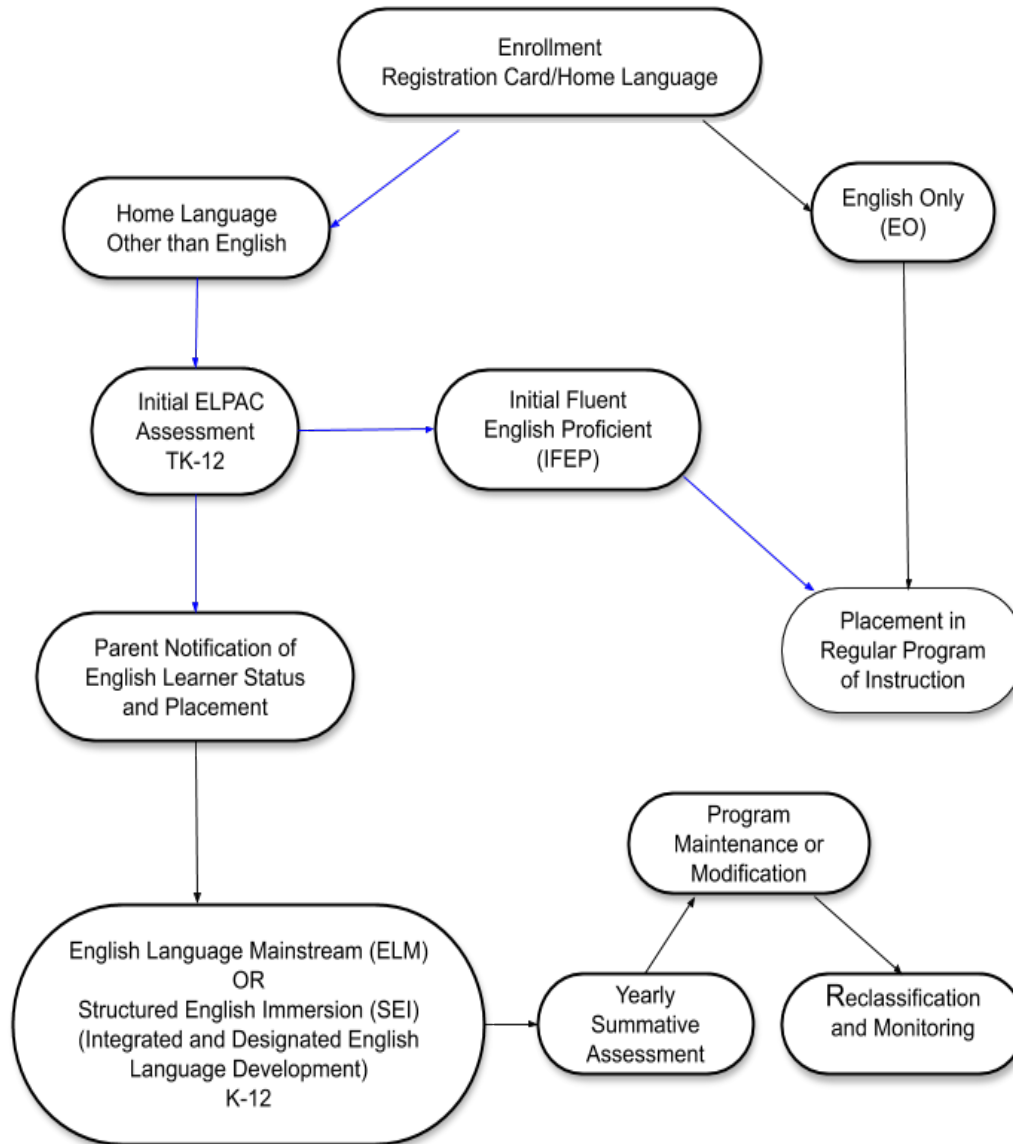 Enrollment
Registration Card/Home Language
Home Language
Other than English
English Only
(EO)
Initial ELPAC
Assessment
TK-12
Initial Fluent
English Proficient
(IFEP)
Parent Notification of
English Learner Status
and Placement
Placement in
Regular Program
of Instruction
English Language Mainstream (ELM)
OR
Structured English Immersion (SEI)
(Integrated and Designated English
Language Development)
K-12
Yearly
Summative
Assessment
Program
Maintenance or
Modification
Reclassification
and Monitoring